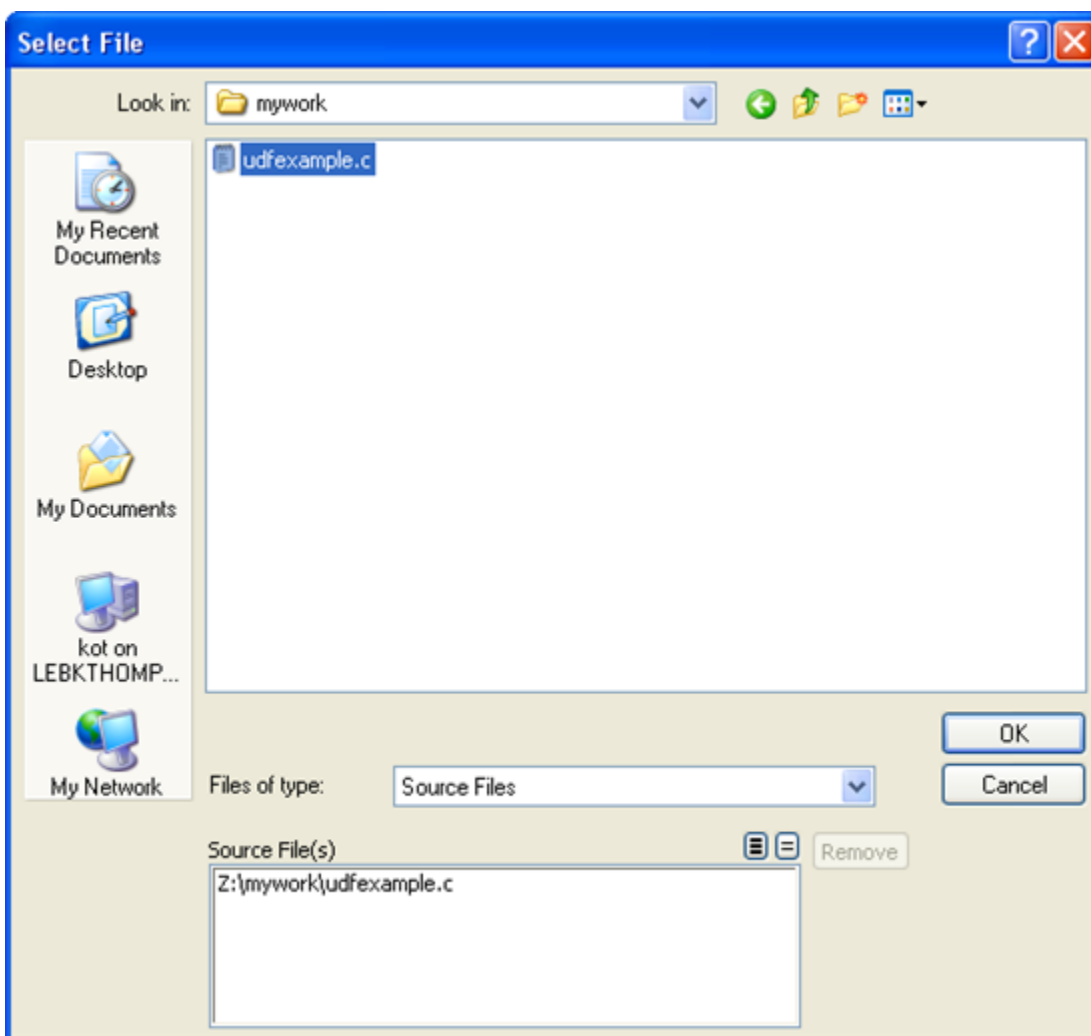 Select File
Look in:
mywork
udfexample.c
My Recent
Documents
Desktop
My Documents
kot on
LEBKTHOMP...
My Network
OK
Files of type:
Source Files
Cancel
Source File(s)
Remove
Z:\mywork\udfexample.c